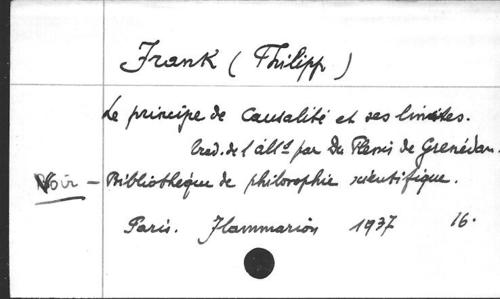 Frank (Philipp)
Le principe de Causalité et ses limites.
trad. de l'all^d par Du Plessis de Grenédan.
Voir - Bibliothèque de philosophie scientifique.
Paris. Flammarion 1937 16.